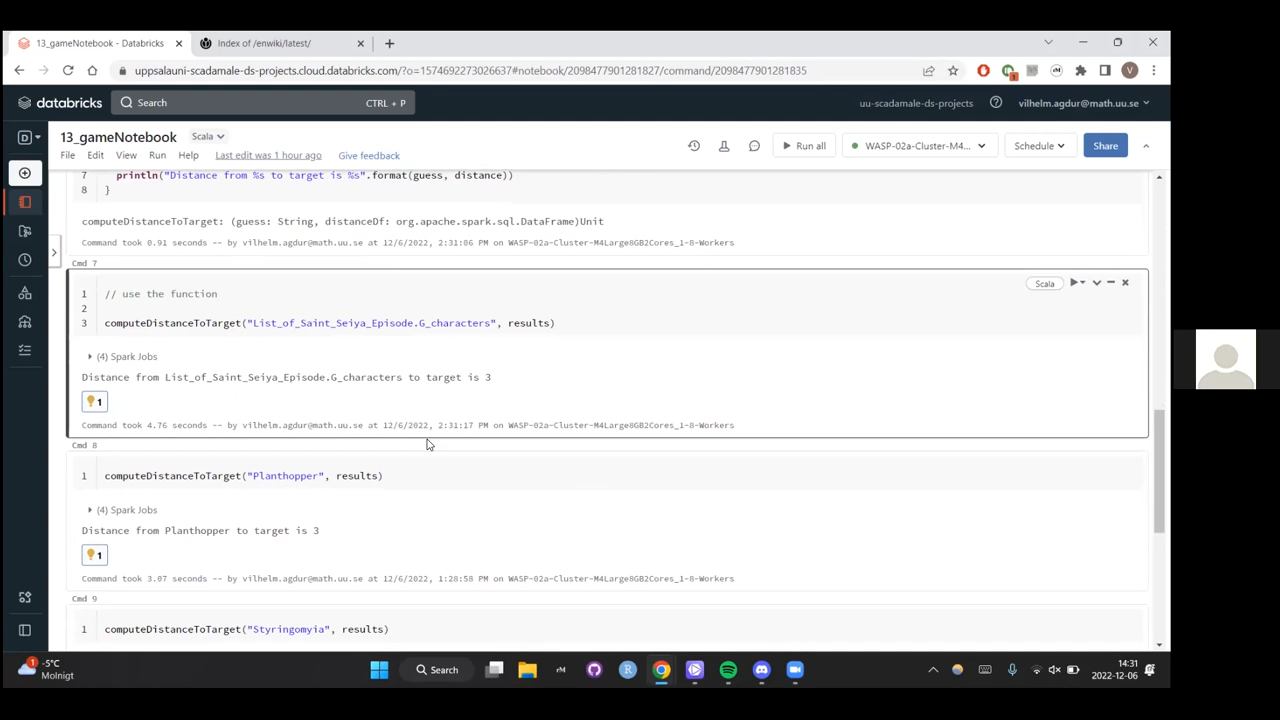 13_gameNotebook - Databricks
Index of /enwiki/latest/
uppsalauni-scadamale-ds-projects.cloud.databricks.com/?o=1574692273026637#notebook/2098477901281827/command/2098477901281835
V
databricks
Search
CTRL + P
uu-scadamale-ds-projects
vilhelm.agdur@math.uu.se
D
13_gameNotebook
Scala
File Edit View Run Help
Last edit was 1 hour ago
Give feedback
Run all
WASP-02a-Cluster-M4...
Schedule
Share
7 println("Distance from %s to target is %s".format(guess, distance))
8 }
computeDistanceToTarget: (guess: String, distanceDf: org.apache.spark.sql.DataFrame)Unit
Command took 0.91 seconds -- by vilhelm.agdur@math.uu.se at 12/6/2022, 2:31:06 PM on WASP-02a-Cluster-M4Large8GB2Cores_1-8-Workers
Cmd 7
Scala
1 // use the function
2
3 computeDistanceToTarget("List_of_Saint_Seiya_Episode.G_characters", results)
(4) Spark Jobs
Distance from List_of_Saint_Seiya_Episode.G_characters to target is 3
1
Command took 4.76 seconds -- by vilhelm.agdur@math.uu.se at 12/6/2022, 2:31:17 PM on WASP-02a-Cluster-M4Large8GB2Cores_1-8-Workers
Cmd 8
1 computeDistanceToTarget("Planthopper", results)
(4) Spark Jobs
Distance from Planthopper to target is 3
1
Command took 3.07 seconds -- by vilhelm.agdur@math.uu.se at 12/6/2022, 1:28:58 PM on WASP-02a-Cluster-M4Large8GB2Cores_1-8-Workers
Cmd 9
1 computeDistanceToTarget("Styringomyia", results)
1
-5°C
Molnigt
Search
rM
R
14:31
2022-12-06